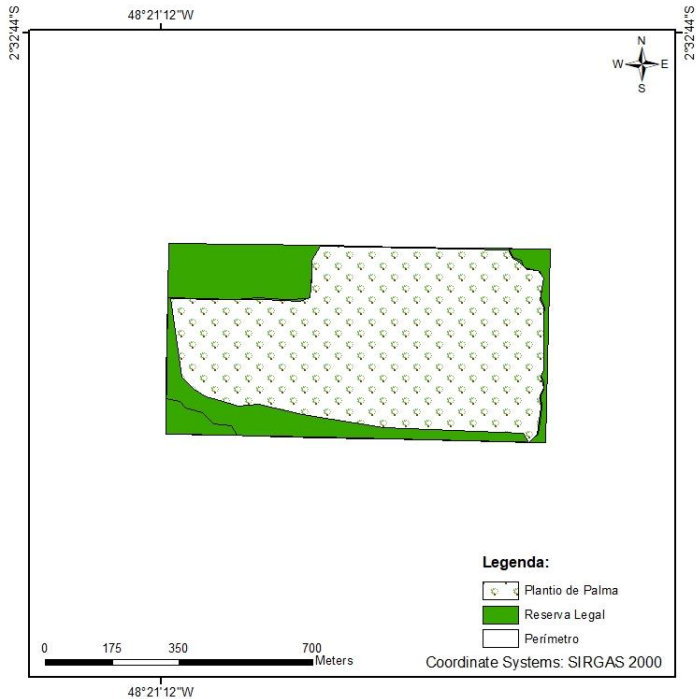 48°21'12"W
2°32'44"S
2°32'44"S
N
W E
S
Legenda:
Plantio de Palma
Reserva Legal
Perímetro
0 175 350 700
Meters
Coordinate Systems: SIRGAS 2000
48°21'12"W